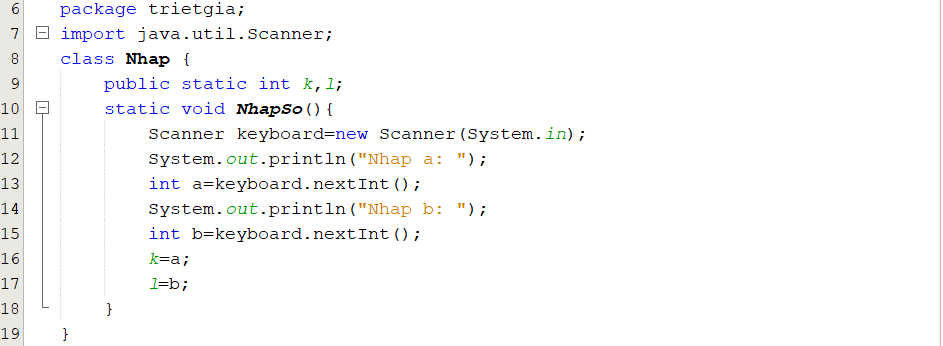 6 package trietgia;
7 import java.util.Scanner;
8 class Nhap {
9     public static int k,l;
10     static void NhapSo(){
11         Scanner keyboard=new Scanner(System.in);
12         System.out.println("Nhap a: ");
13         int a=keyboard.nextInt();
14         System.out.println("Nhap b: ");
15         int b=keyboard.nextInt();
16         k=a;
17         l=b;
18     }
19 }